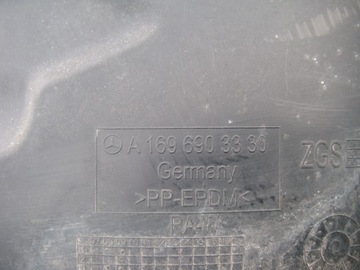 A 169 690 33 30
ZGS
Germany
>PP-EPDM<